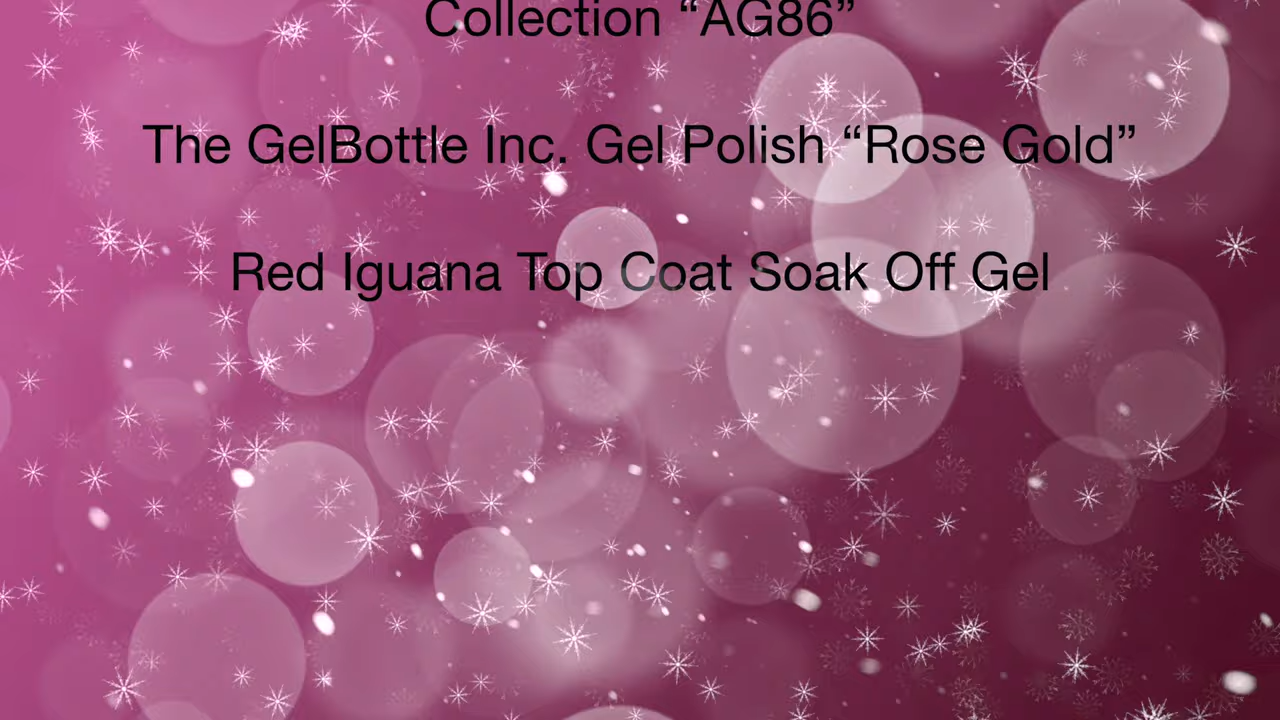 Collection “AG86”
The GelBottle Inc. Gel Polish “Rose Gold”
Red Iguana Top Coat Soak Off Gel